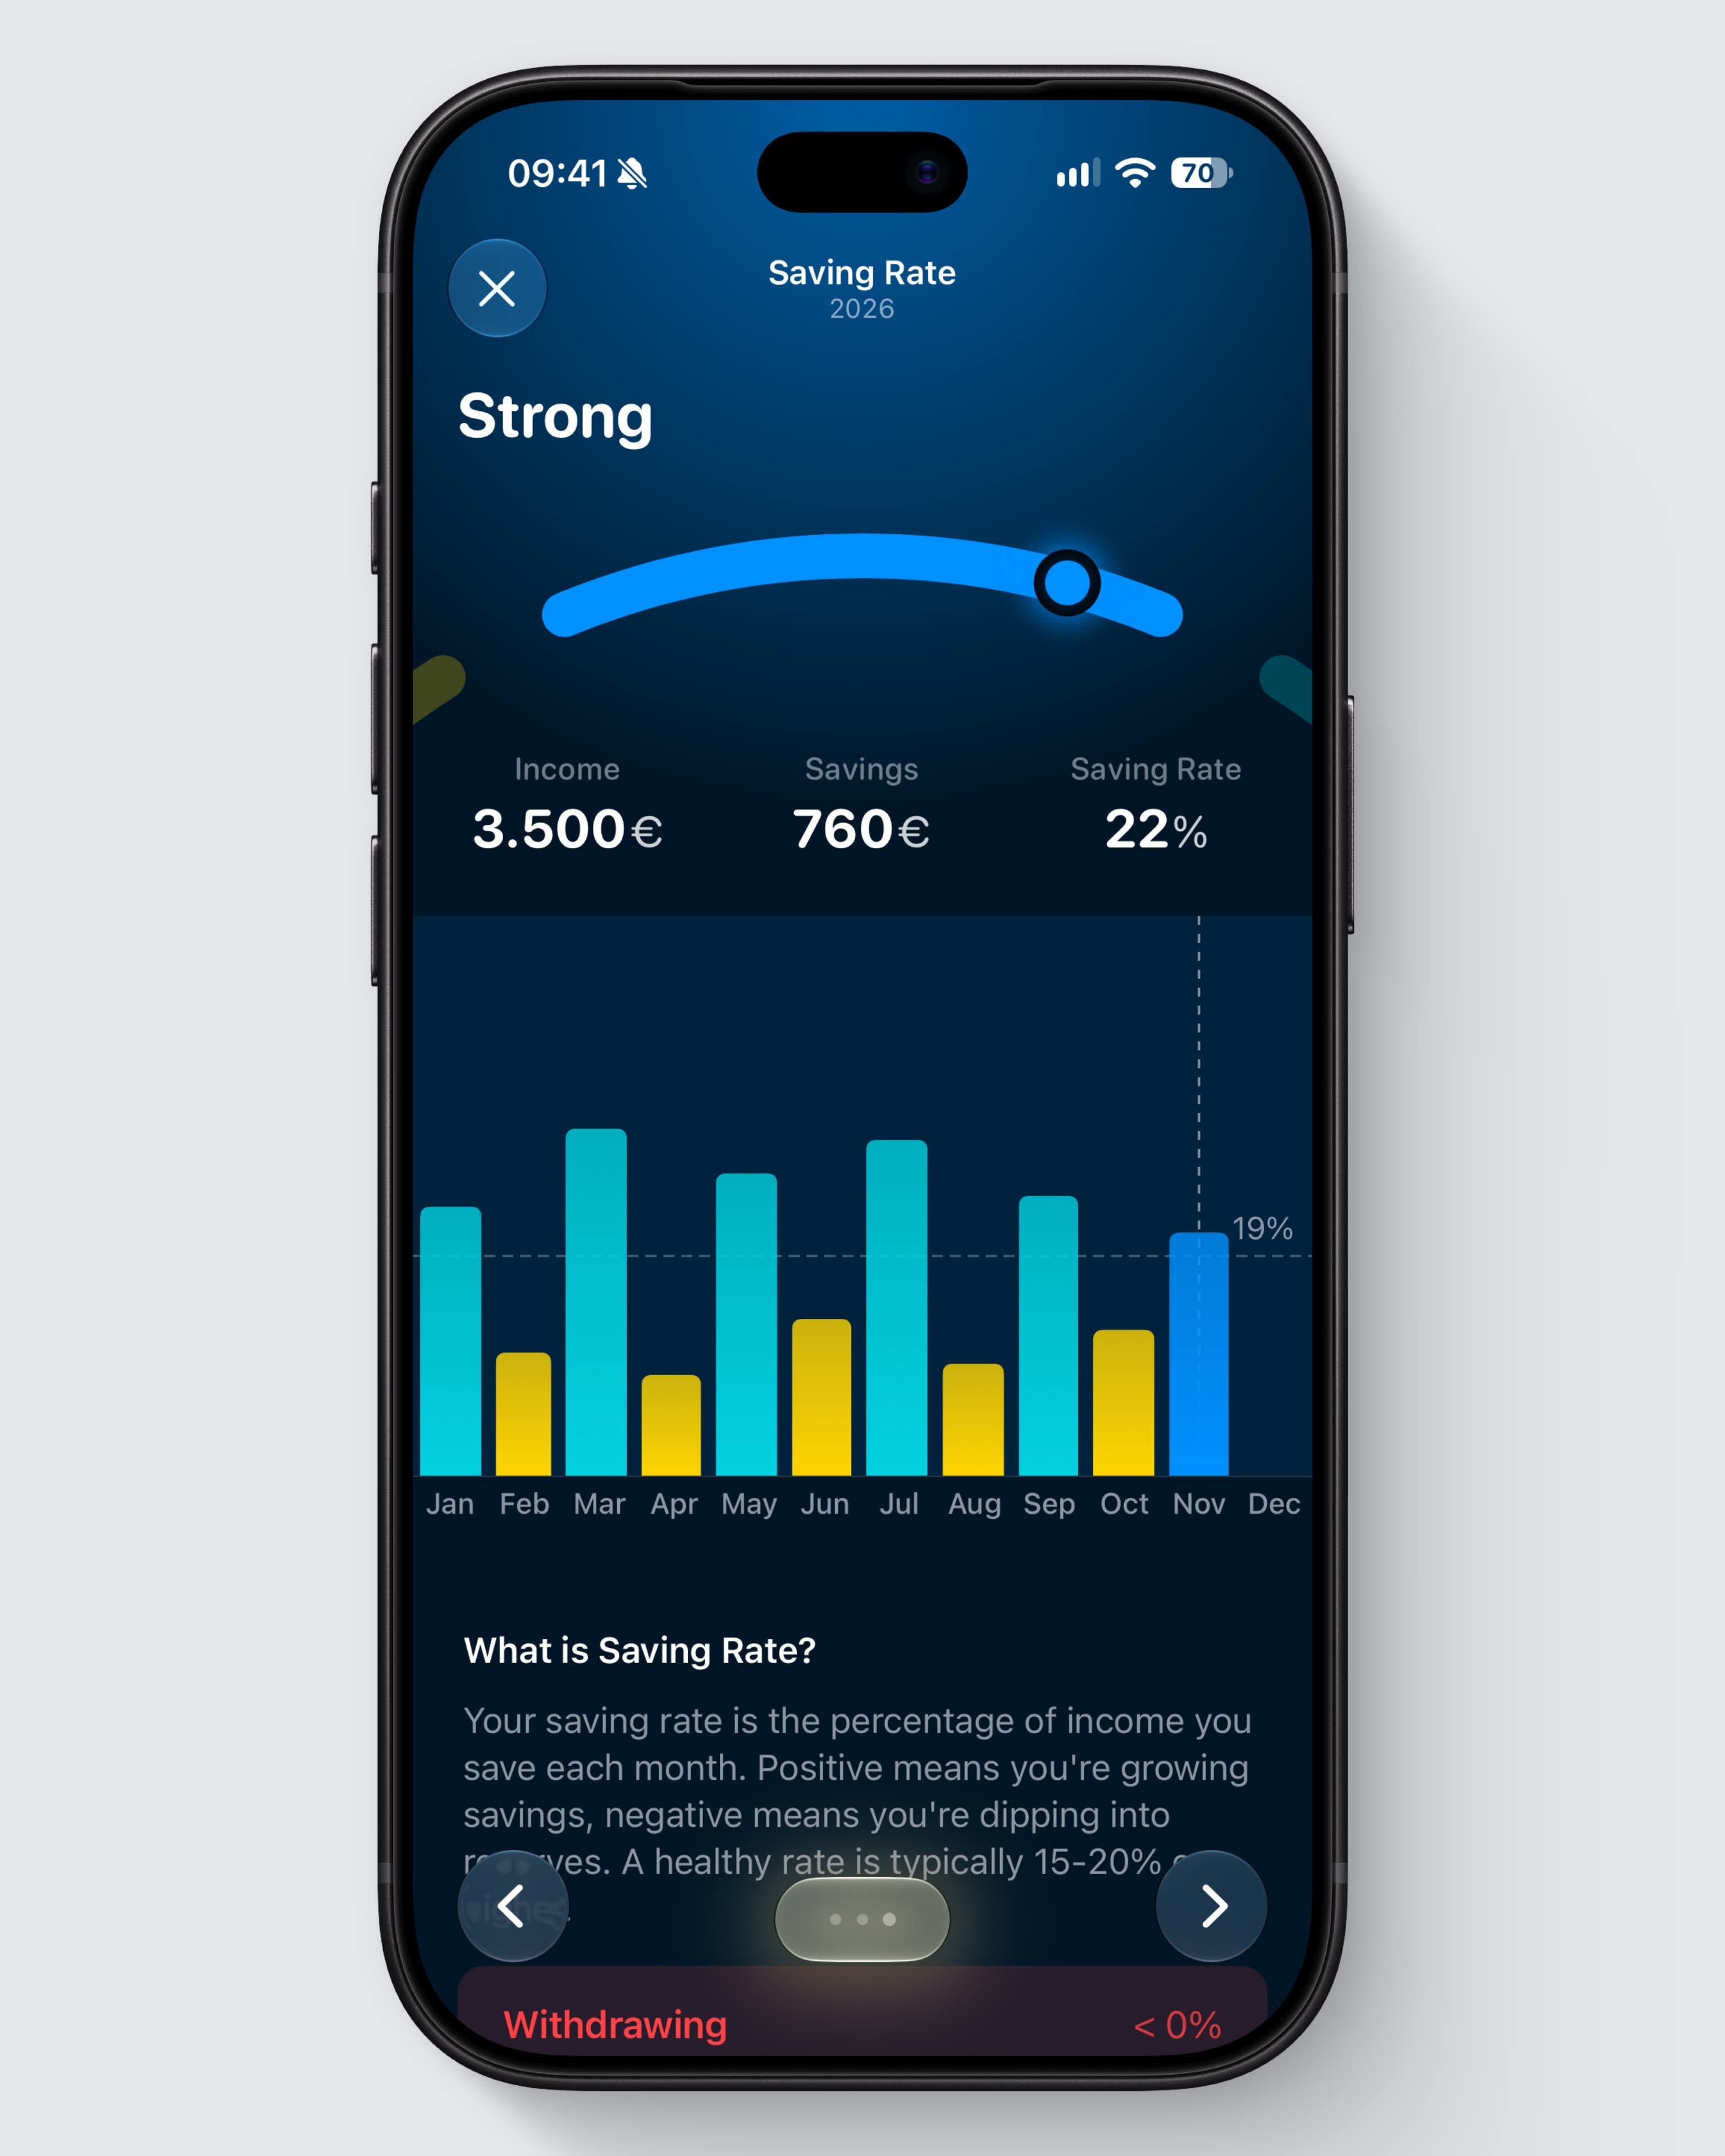 09:41
70
Saving Rate
2026
Strong
Income
Savings
Saving Rate
3.500€
760€
22%
19%
Jan Feb Mar Apr May Jun Jul Aug Sep Oct Nov Dec
What is Saving Rate?
Your saving rate is the percentage of income you
save each month. Positive means you're growing
savings, negative means you're dipping into
A healthy rate is typically 15-20%
Withdrawing
< 0%